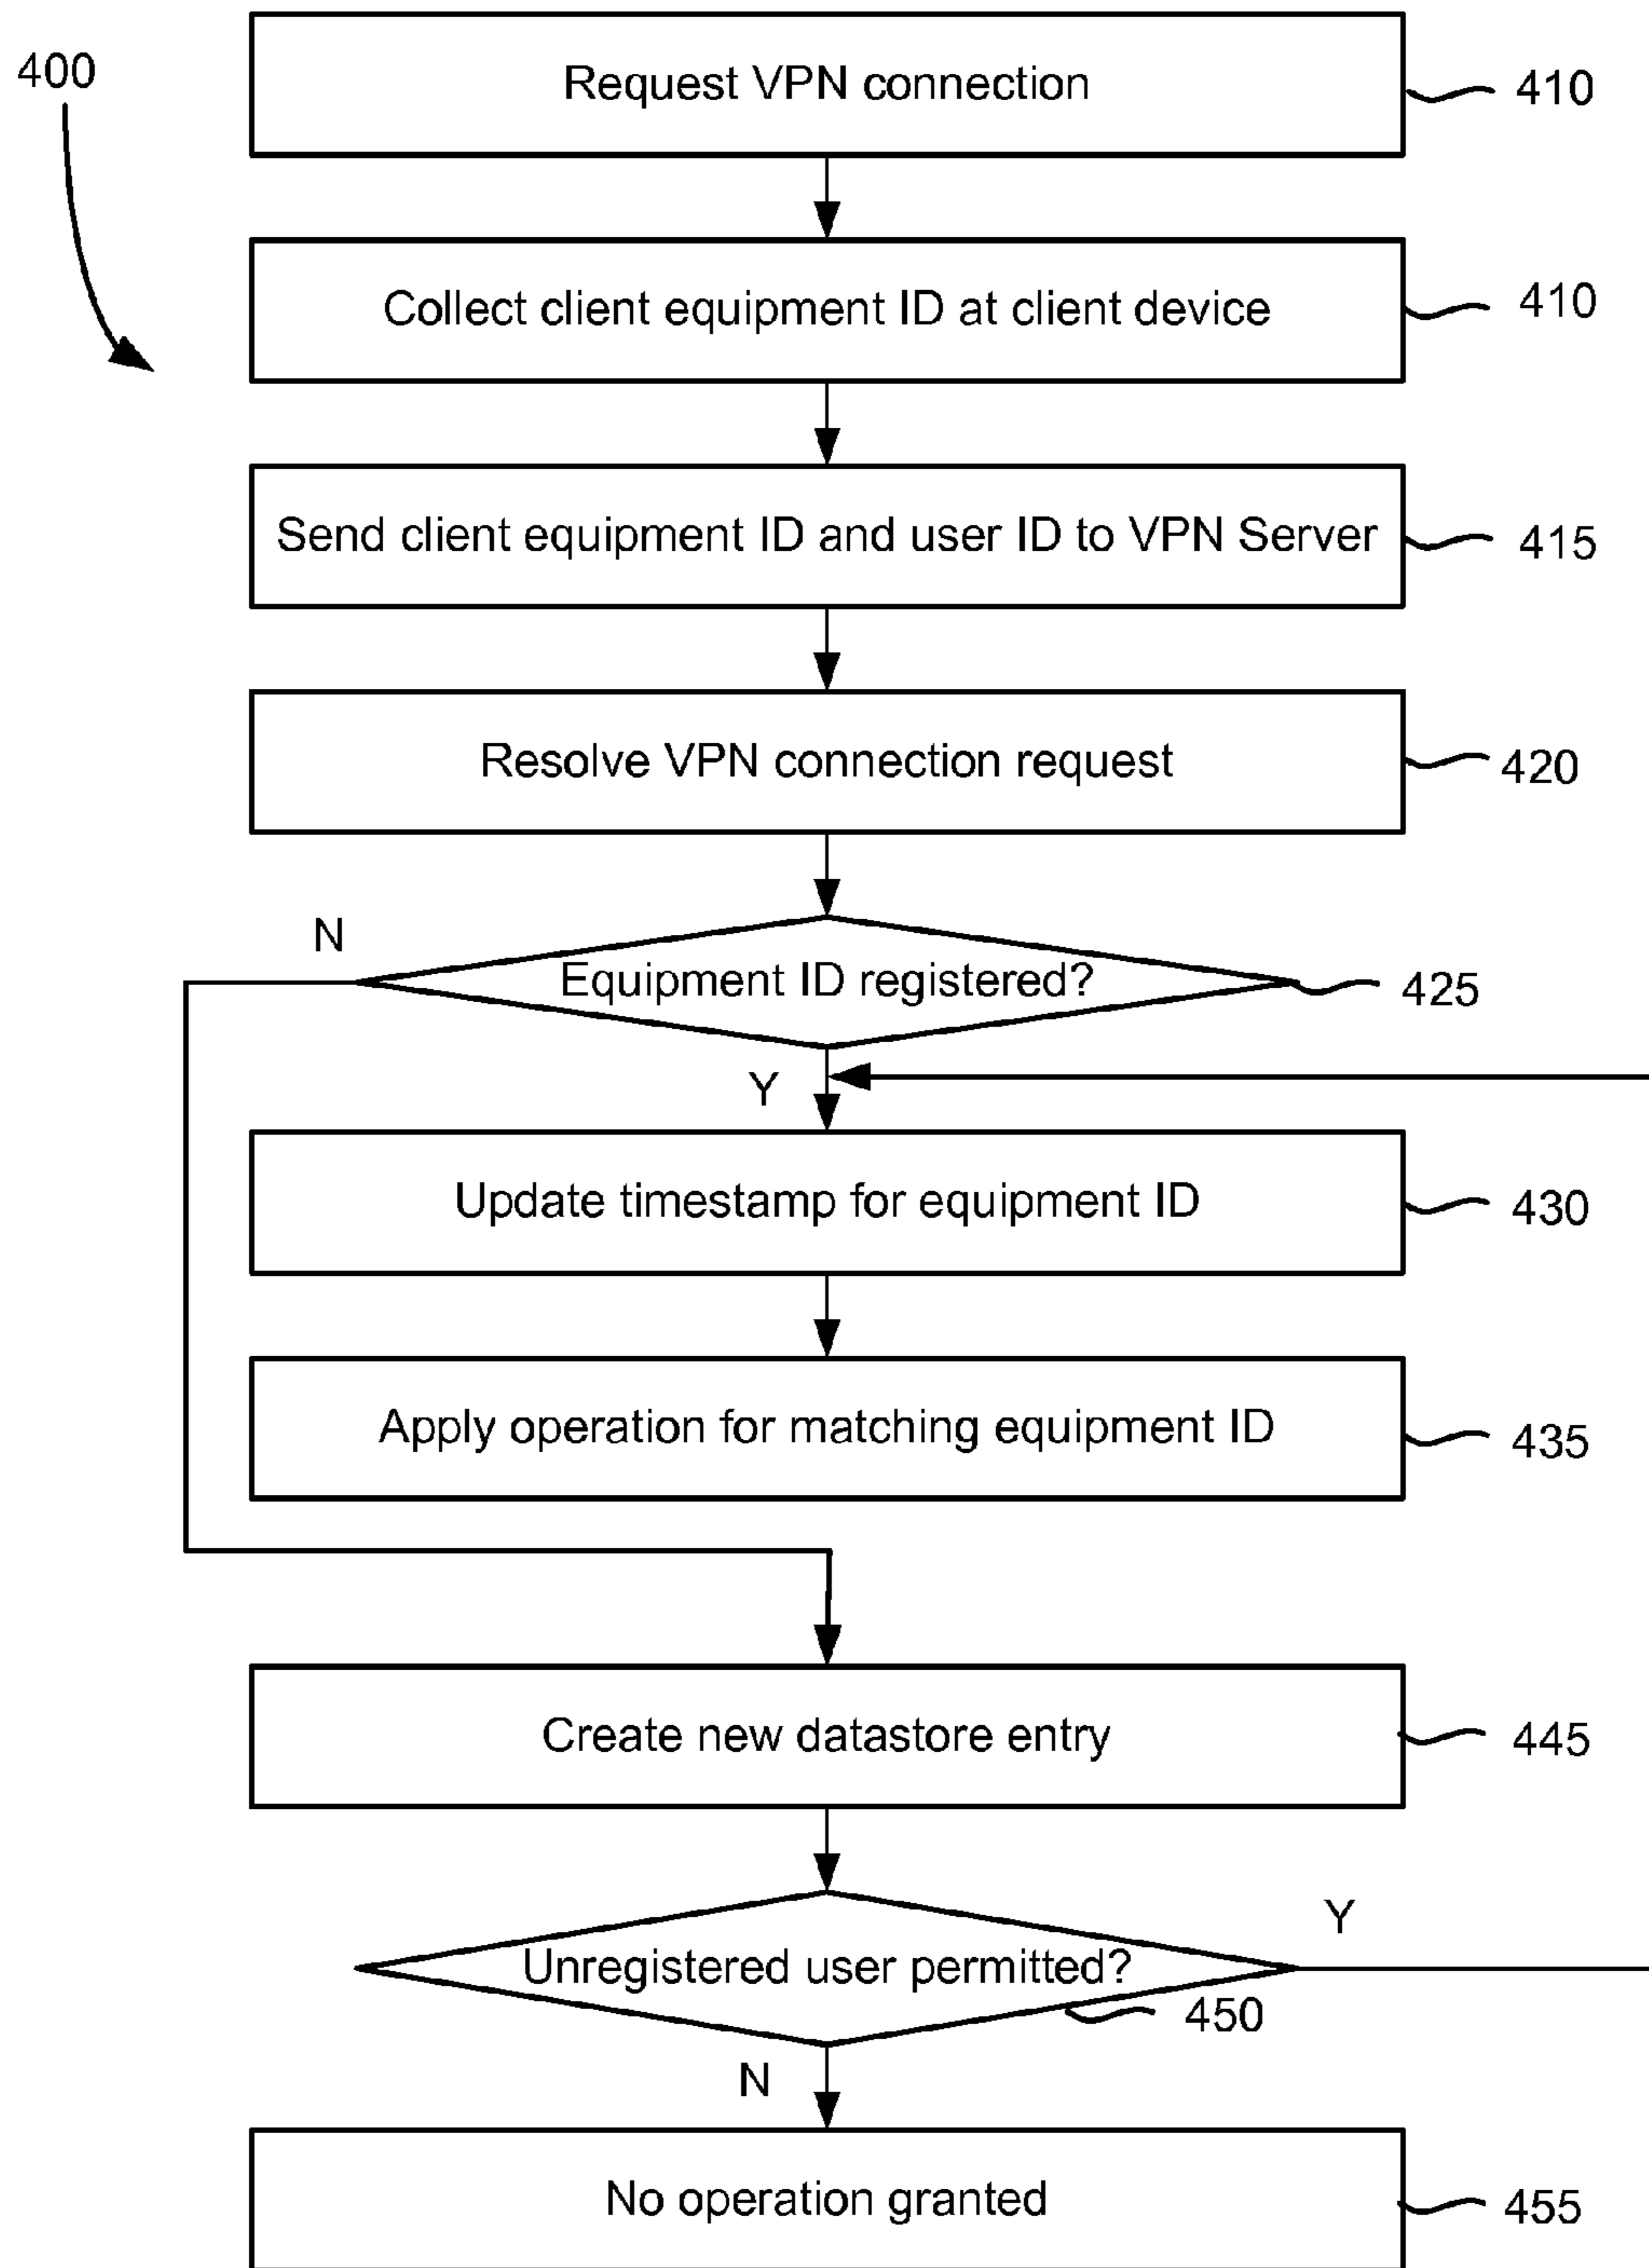 400
Request VPN connection
410
Collect client equipment ID at client device
410
Send client equipment ID and user ID to VPN Server
415
Resolve VPN connection request
420
N
Equipment ID registered?
425
Y
Update timestamp for equipment ID
430
Apply operation for matching equipment ID
435
Create new datastore entry
445
Y
Unregistered user permitted?
450
N
No operation granted
455